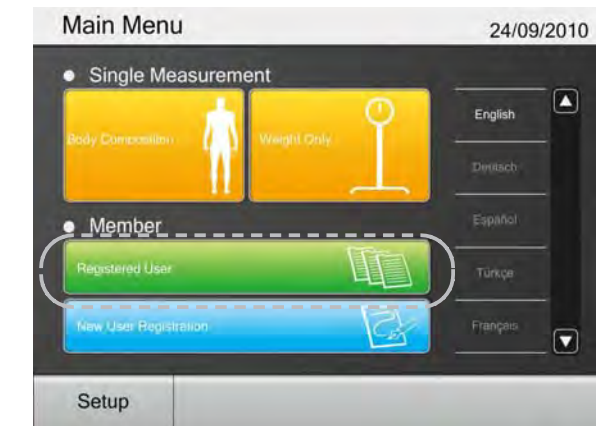 Main Menu
24/09/2010
Single Measurement
Body Composition
Weight Only
English
Deutsch
Español
Türkçe
Français
Member
Registered User
New User Registration
Setup